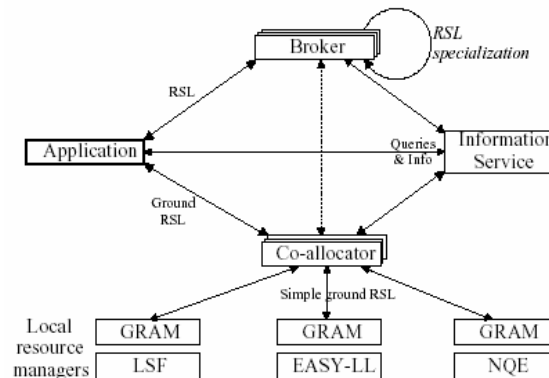 Broker
RSL
specialization
RSL
Application
Queries
& Info
Information
Service
Ground
RSL
Co-allocator
Simple ground RSL
Local
resource
managers
GRAM
GRAM
GRAM
LSF
EASY-LL
NQE